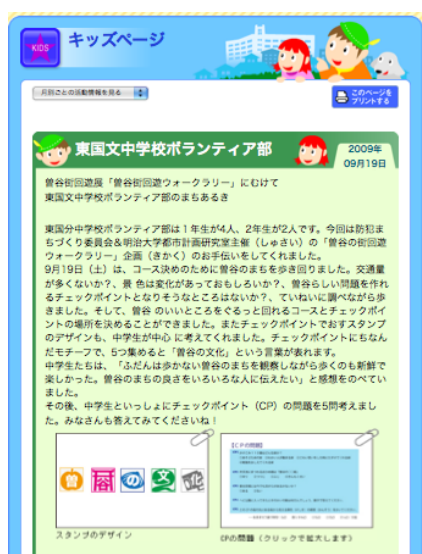 KIDS
キッズページ
月別ごとの活動情報を見る
このページを
プリントする
東国文中学校ボランティア部
2009年
09月19日
曽谷街回遊展「曽谷街回遊ウォークラリー」にむけて
東国文中学校ボランティア部のまちあるき
東国分中学校ボランティア部は1年生が4人、2年生が2人です。今回は防犯ま
ちづくり委員会&明治大学都市計画研究室主催（しゅさい）の「曽谷の街回遊
ウォークラリー」企画（きかく）のお手伝いをしてくれました。
9月19日（土）は、コース決めのために曽谷のまちを歩き回りました。交通量
が多くないか？、景 色は変化があっておもしろいか？、曽谷らしい問題を作れ
るチェックポイントとなりそうなところはないか？、ていねいに調べながら歩
きました。そして、曽谷 のいいところをぐるっと回れるコースとチェックポイ
ントの場所を決めることができました。またチェックポイントでおすスタンプ
のデザインも、中学生が中心 に考えてくれました。チェックポイントにちなん
だモチーフで、5つ集めると「曽谷の文化」という言葉が表れます。
中学生たちは、「ふだんは歩かない曽谷のまちを観察しながら歩くのも新鮮で
楽しかった。曽谷のまちの良さをいろいろな人に伝えたい」と感想をのべてい
ました。
その後、中学生といっしょにチェックポイント（CP）の問題を5問考えまし
た。みなさんも答えてみてくださいね！
曽 谷 の 文 化
【CPの問題】
スタンプのデザイン
CPの問題（クリックで拡大します）